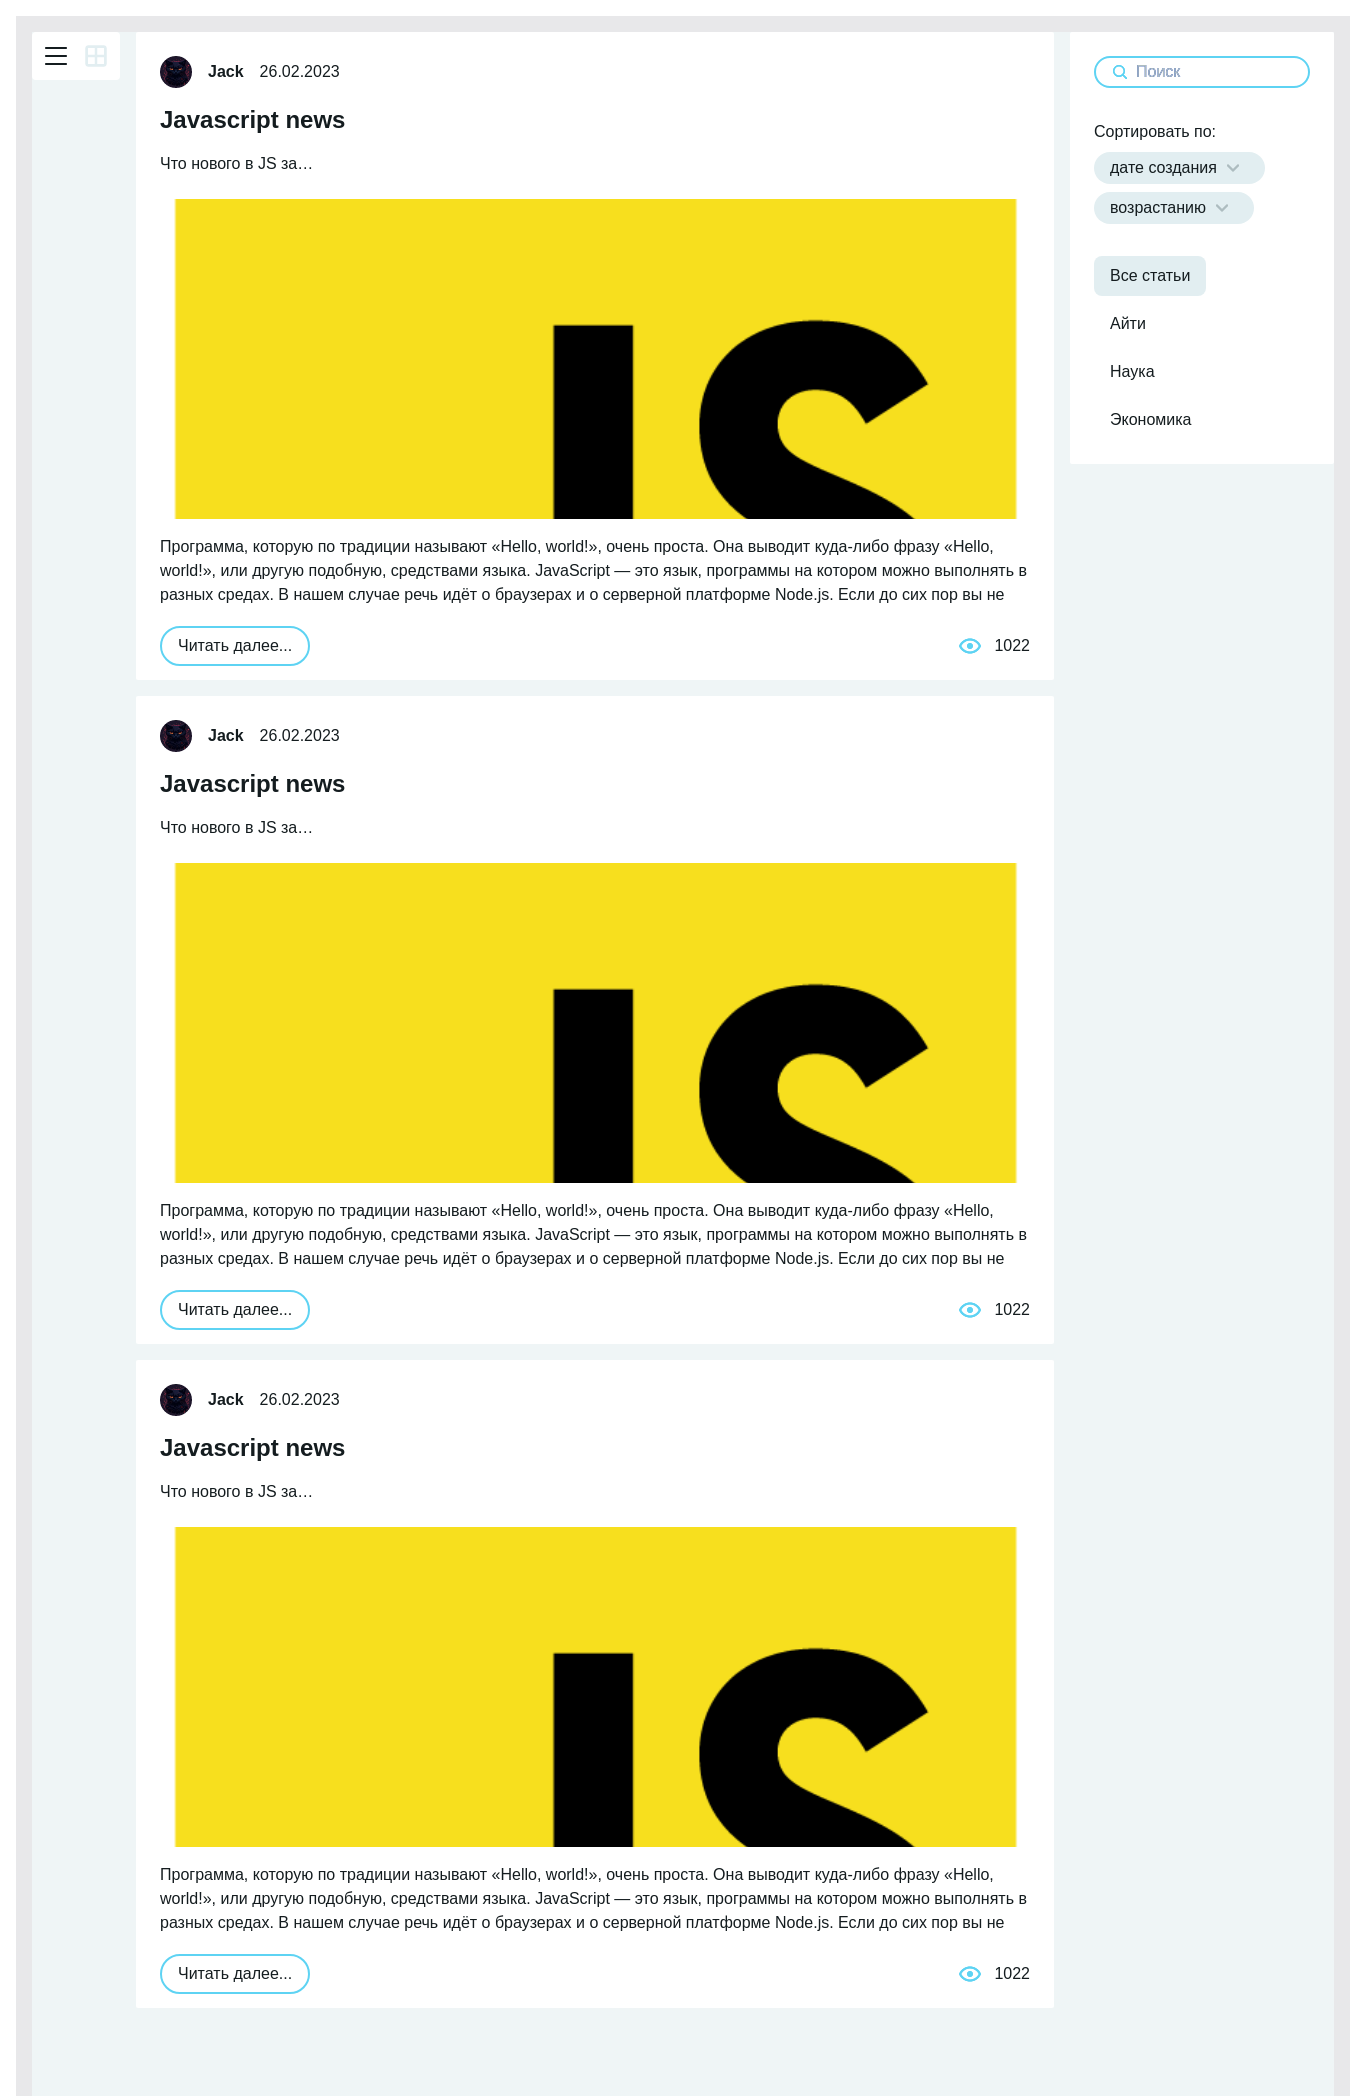 Jack 26.02.2023
Javascript news
Что нового в JS за…
JS
Программа, которую по традиции называют «Hello, world!», очень проста. Она выводит куда-либо фразу «Hello,
world!», или другую подобную, средствами языка. JavaScript — это язык, программы на котором можно выполнять в
разных средах. В нашем случае речь идёт о браузерах и о серверной платформе Node.js. Если до сих пор вы не
Читать далее...
1022
Jack 26.02.2023
Javascript news
Что нового в JS за…
JS
Программа, которую по традиции называют «Hello, world!», очень проста. Она выводит куда-либо фразу «Hello,
world!», или другую подобную, средствами языка. JavaScript — это язык, программы на котором можно выполнять в
разных средах. В нашем случае речь идёт о браузерах и о серверной платформе Node.js. Если до сих пор вы не
Читать далее...
1022
Jack 26.02.2023
Javascript news
Что нового в JS за…
JS
Программа, которую по традиции называют «Hello, world!», очень проста. Она выводит куда-либо фразу «Hello,
world!», или другую подобную, средствами языка. JavaScript — это язык, программы на котором можно выполнять в
разных средах. В нашем случае речь идёт о браузерах и о серверной платформе Node.js. Если до сих пор вы не
Читать далее...
1022
Поиск
Сортировать по:
дате создания
возрастанию
Все статьи
Айти
Наука
Экономика